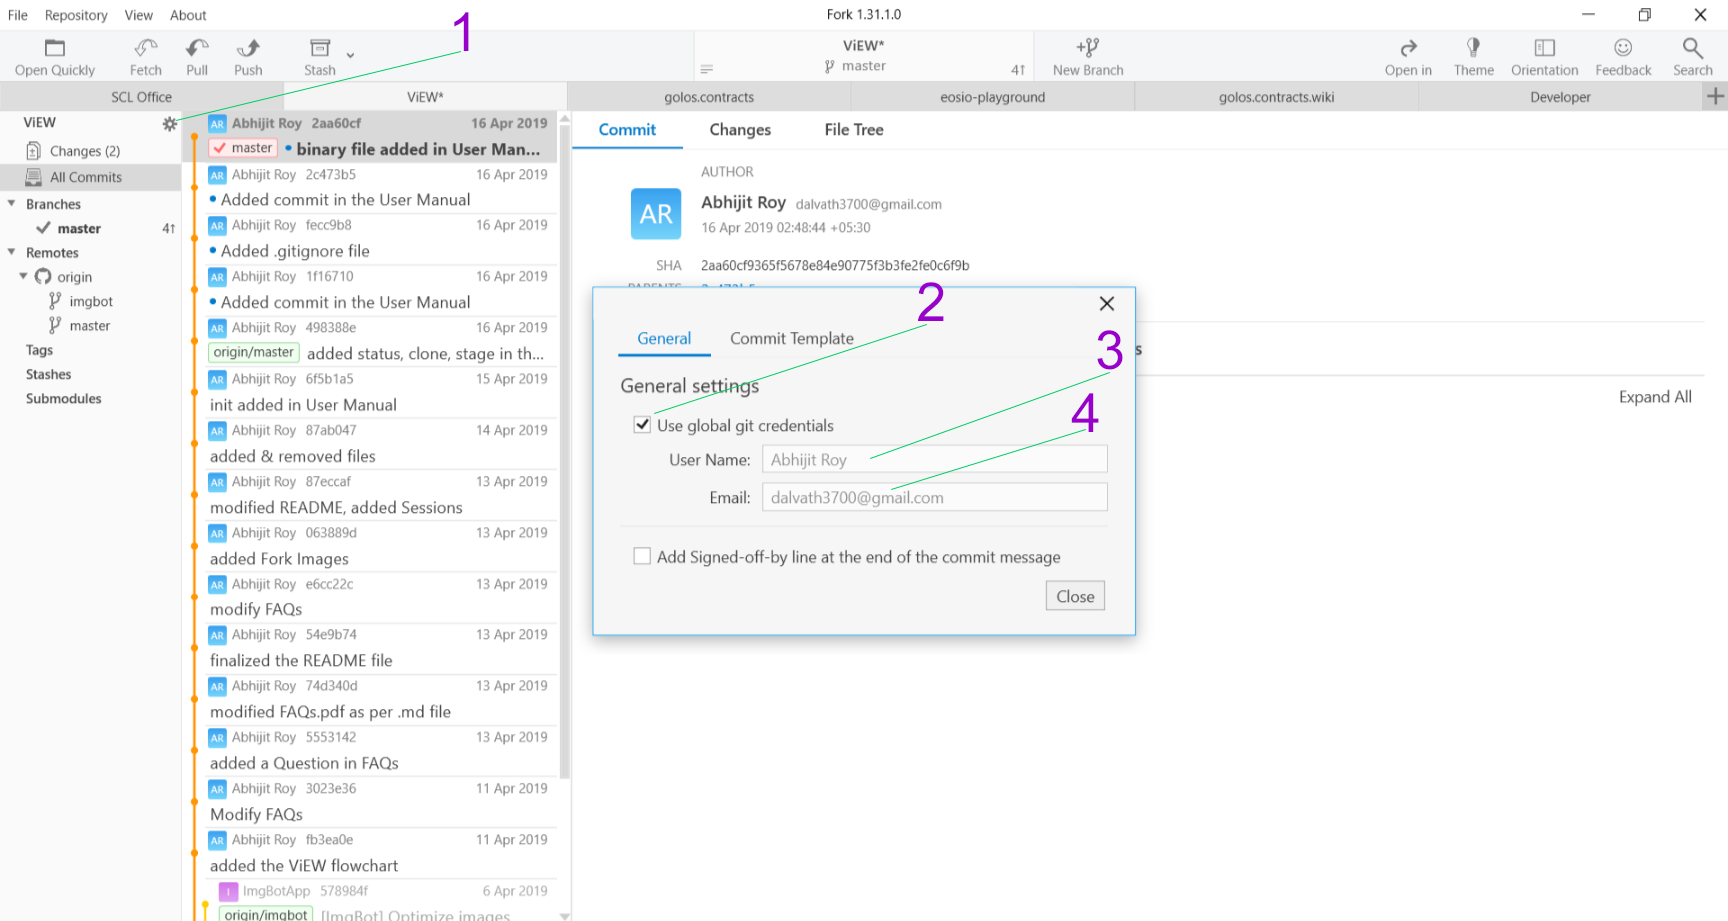 File Repository View About
Fork 1.31.1.0
Open Quickly Fetch Pull Push Stash
ViEW*
master
4↑
New Branch
Open in Theme Orientation Feedback Search
SCL Office ViEW* golos.contracts eosio-playground golos.contracts.wiki Developer
ViEW
Changes (2)
All Commits
Branches
master 4↑
Remotes
origin
imgbot
master
Tags
Stashes
Submodules
AR Abhijit Roy 2aa60cf 16 Apr 2019
master binary file added in User Man...
AR Abhijit Roy 2c473b5 16 Apr 2019
Added commit in the User Manual
AR Abhijit Roy fecc9b8 16 Apr 2019
Added .gitignore file
AR Abhijit Roy 1f16710 16 Apr 2019
Added commit in the User Manual
AR Abhijit Roy 498388e 16 Apr 2019
origin/master added status, clone, stage in th...
AR Abhijit Roy 6f5b1a5 15 Apr 2019
init added in User Manual
AR Abhijit Roy 87ab047 14 Apr 2019
added & removed files
AR Abhijit Roy 87eccaf 13 Apr 2019
modified README, added Sessions
AR Abhijit Roy 063889d 13 Apr 2019
added Fork Images
AR Abhijit Roy e6cc22c 13 Apr 2019
modify FAQs
AR Abhijit Roy 54e9b74 13 Apr 2019
finalized the README file
AR Abhijit Roy 74d340d 13 Apr 2019
modified FAQs.pdf as per .md file
AR Abhijit Roy 5553142 13 Apr 2019
added a Question in FAQs
AR Abhijit Roy 3023e36 11 Apr 2019
Modify FAQs
AR Abhijit Roy fb3ea0e 11 Apr 2019
added the ViEW flowchart
I ImgBotApp 578984f 6 Apr 2019
origin/imgbot [ImgBot] Optimize images
Commit Changes File Tree
AUTHOR
AR
Abhijit Roy dalvath3700@gmail.com
16 Apr 2019 02:48:44 +05:30
SHA 2aa60cf9365f5678e84e90775f3b3fe2fe0c6f9b
PARENTS
s
Expand All
General Commit Template
General settings
Use global git credentials
User Name: Abhijit Roy
Email: dalvath3700@gmail.com
Add Signed-off-by line at the end of the commit message
Close
1
2
3
4